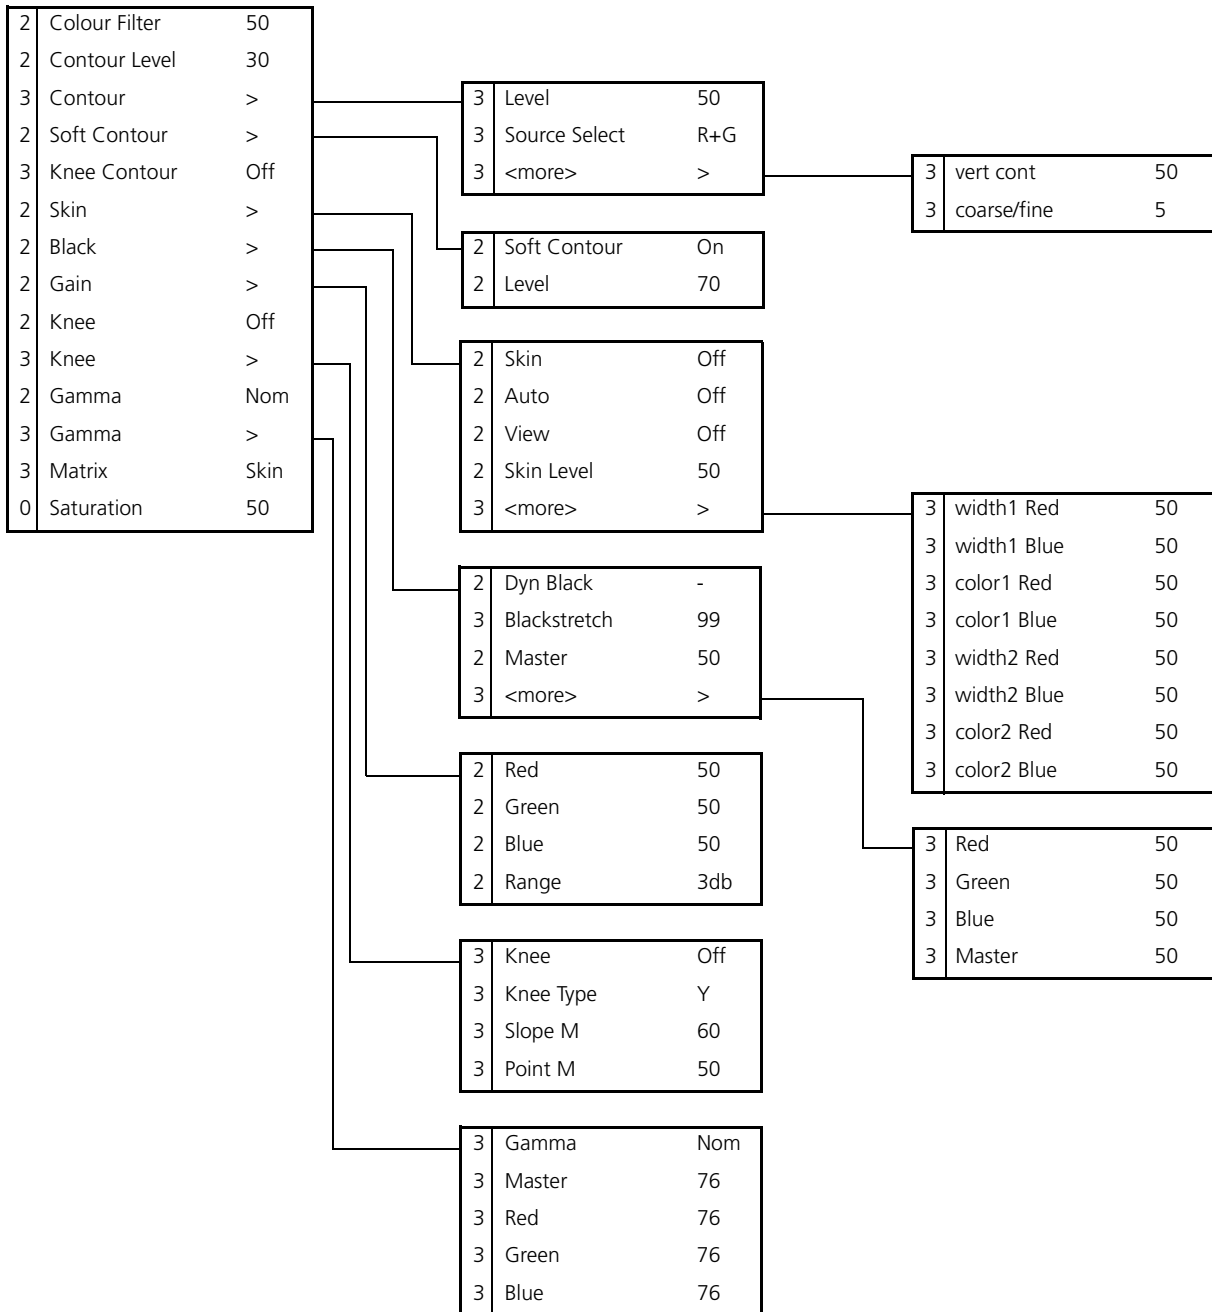 2 Colour Filter 50
2 Contour Level 30
3 Contour >
2 Soft Contour >
3 Knee Contour Off
2 Skin >
2 Black >
2 Gain >
2 Knee Off
3 Knee >
2 Gamma Nom
3 Gamma >
3 Matrix Skin
0 Saturation 50
3 Level 50
3 Source Select R+G
3 <more> >
3 vert cont 50
3 coarse/fine 5
2 Soft Contour On
2 Level 70
2 Skin Off
2 Auto Off
2 View Off
2 Skin Level 50
3 <more> >
3 width1 Red 50
3 width1 Blue 50
3 color1 Red 50
3 color1 Blue 50
3 width2 Red 50
3 width2 Blue 50
3 color2 Red 50
3 color2 Blue 50
2 Dyn Black -
3 Blackstretch 99
2 Master 50
3 <more> >
3 Red 50
3 Green 50
3 Blue 50
3 Master 50
2 Red 50
2 Green 50
2 Blue 50
2 Range 3db
3 Knee Off
3 Knee Type Y
3 Slope M 60
3 Point M 50
3 Gamma Nom
3 Master 76
3 Red 76
3 Green 76
3 Blue 76